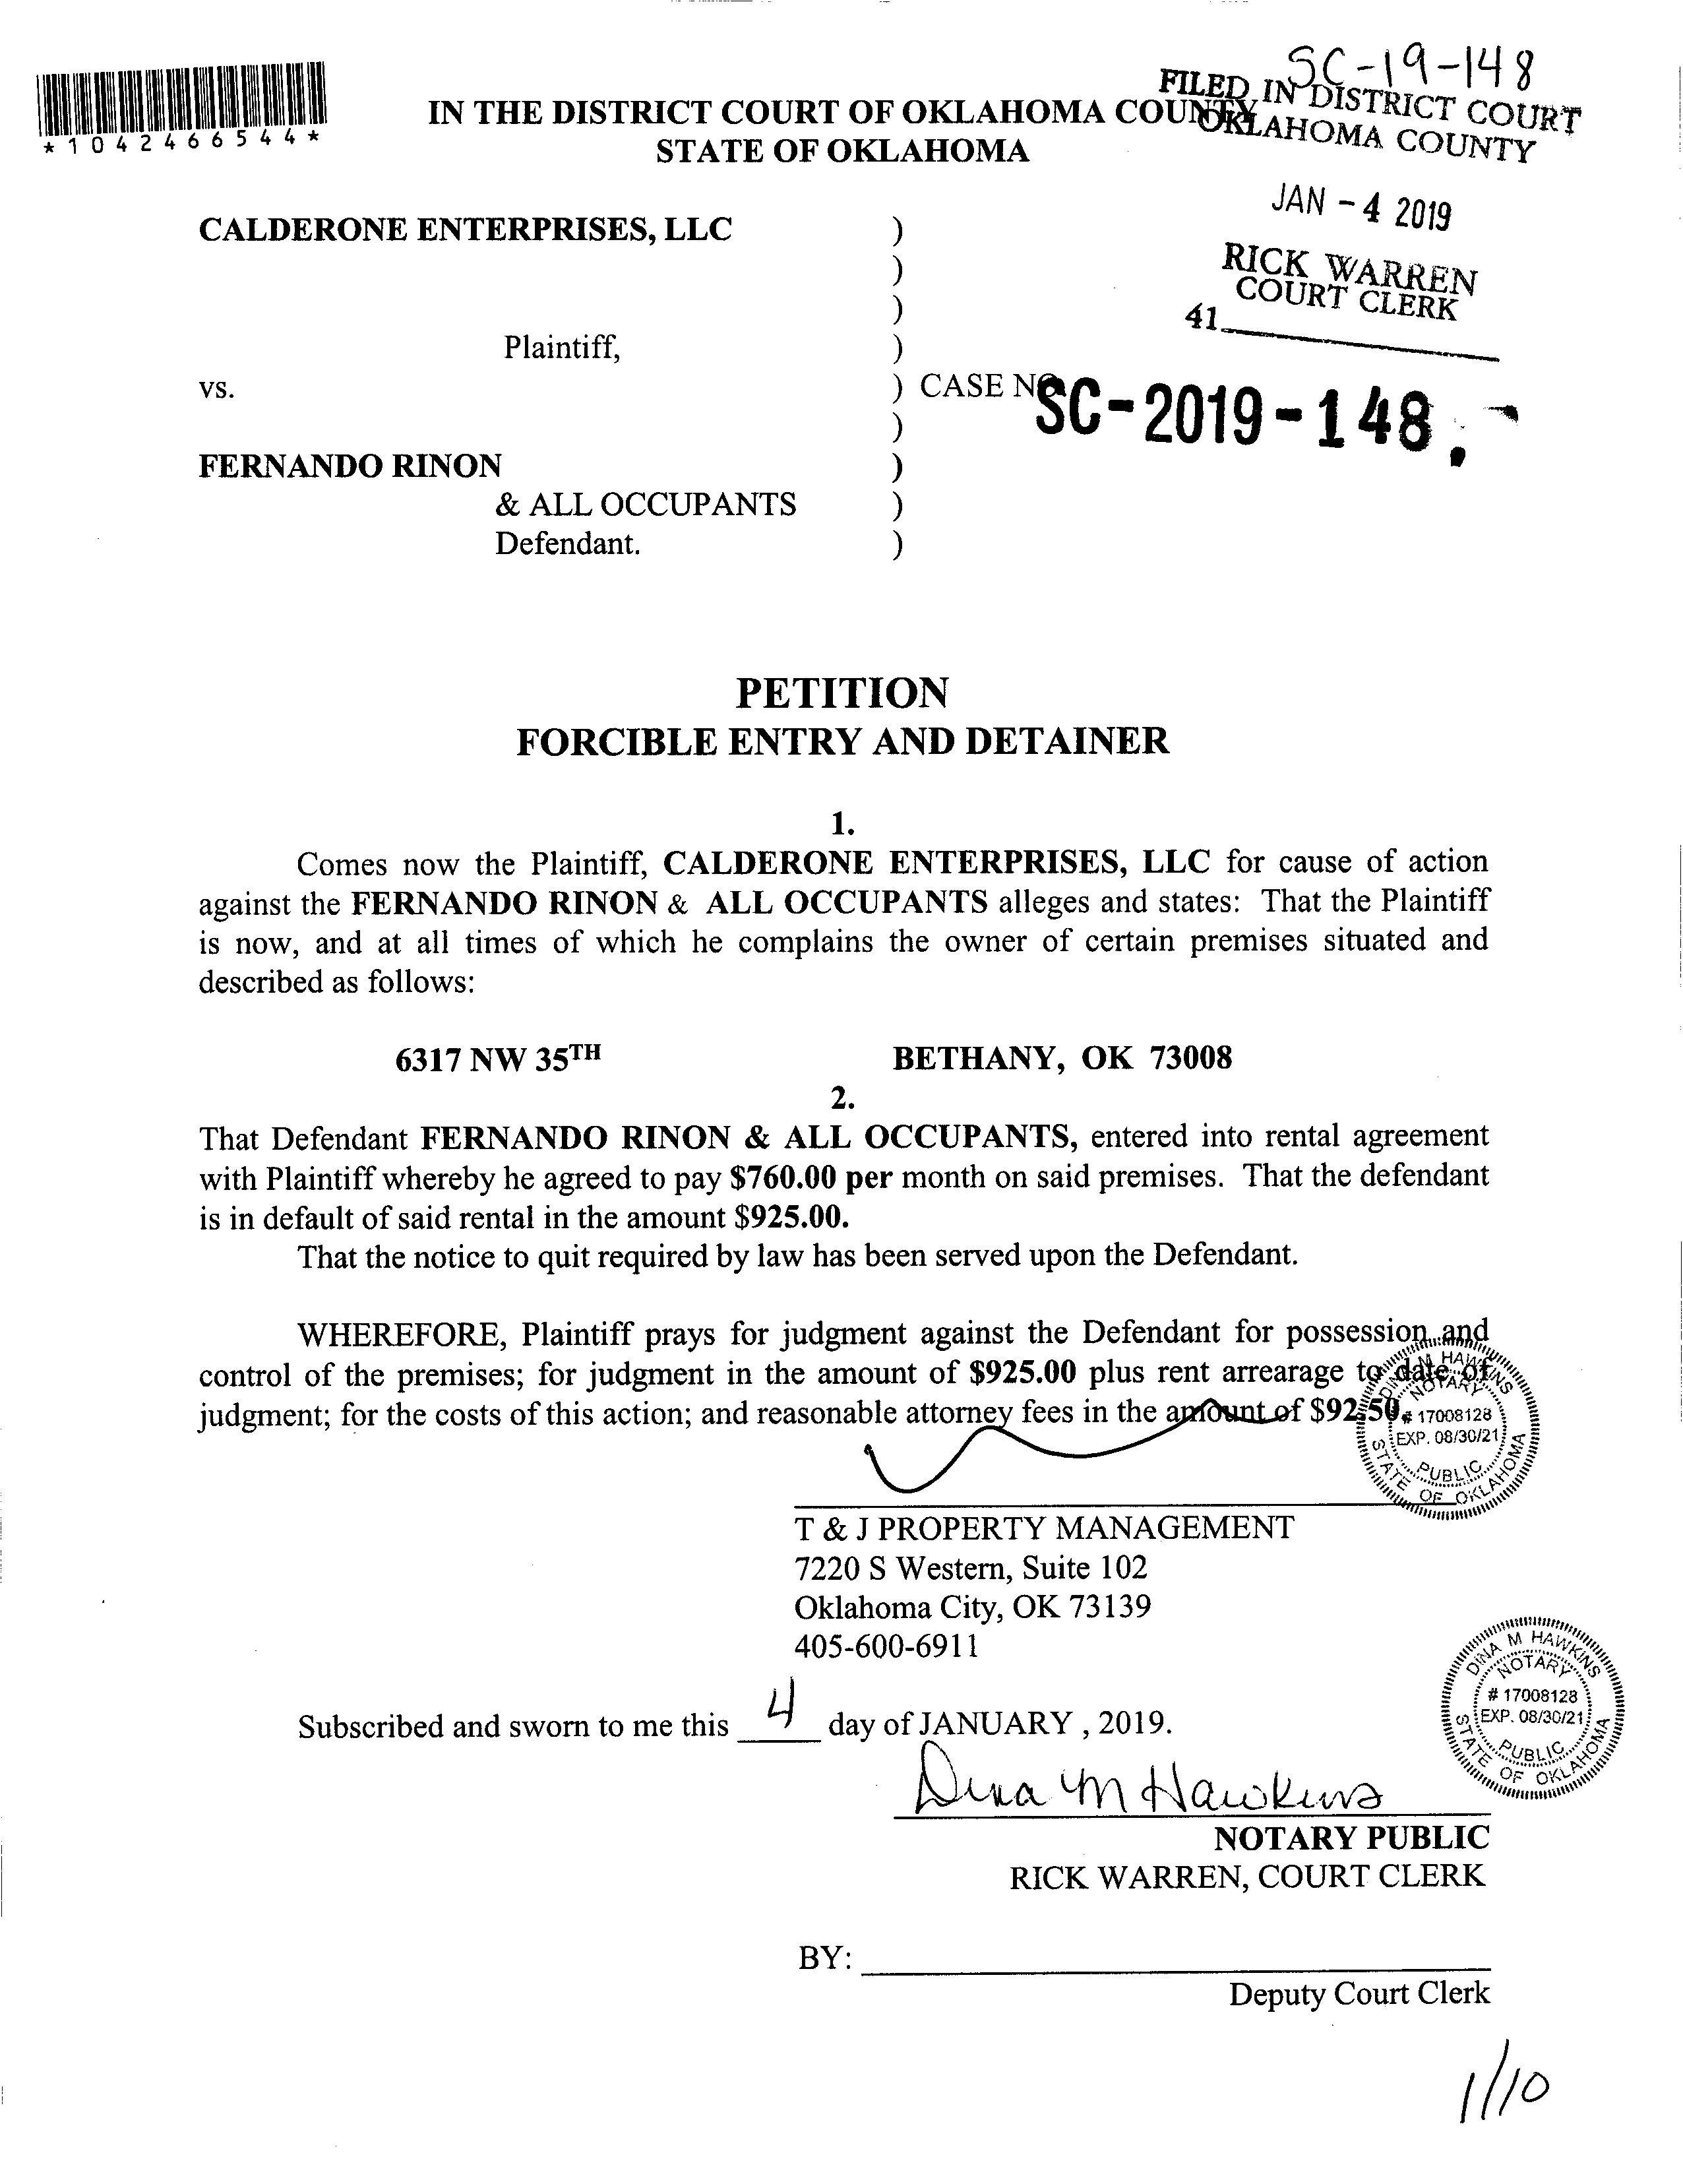 SC-19-148
*1042466544*
FILED IN DISTRICT COURT
OKLAHOMA COUNTY
IN THE DISTRICT COURT OF OKLAHOMA COUNTY
STATE OF OKLAHOMA
JAN - 4 2019
RICK WARREN
COURT CLERK
41
CALDERONE ENTERPRISES, LLC )
)
)
Plaintiff, )
vs. ) CASE NO.
SC-2019-148
)
FERNANDO RINON )
& ALL OCCUPANTS )
Defendant. )
PETITION
FORCIBLE ENTRY AND DETAINER
1.
Comes now the Plaintiff, CALDERONE ENTERPRISES, LLC for cause of action
against the FERNANDO RINON & ALL OCCUPANTS alleges and states: That the Plaintiff
is now, and at all times of which he complains the owner of certain premises situated and
described as follows:
6317 NW 35TH BETHANY, OK 73008
2.
That Defendant FERNANDO RINON & ALL OCCUPANTS, entered into rental agreement
with Plaintiff whereby he agreed to pay $760.00 per month on said premises. That the defendant
is in default of said rental in the amount $925.00.
That the notice to quit required by law has been served upon the Defendant.
WHEREFORE, Plaintiff prays for judgment against the Defendant for possession and
control of the premises; for judgment in the amount of $925.00 plus rent arrearage to date of
judgment; for the costs of this action; and reasonable attorney fees in the amount of $92.50.
DINA M HAWKINS
NOTARY
# 17008128
EXP. 08/30/21
PUBLIC
STATE OF OKLAHOMA
T & J PROPERTY MANAGEMENT
7220 S Western, Suite 102
Oklahoma City, OK 73139
405-600-6911
DINA M HAWKINS
NOTARY
# 17008128
EXP. 08/30/21
PUBLIC
STATE OF OKLAHOMA
Subscribed and sworn to me this 4 day of JANUARY , 2019.
Dina M Hawkins
NOTARY PUBLIC
RICK WARREN, COURT CLERK
BY:
Deputy Court Clerk
1/10